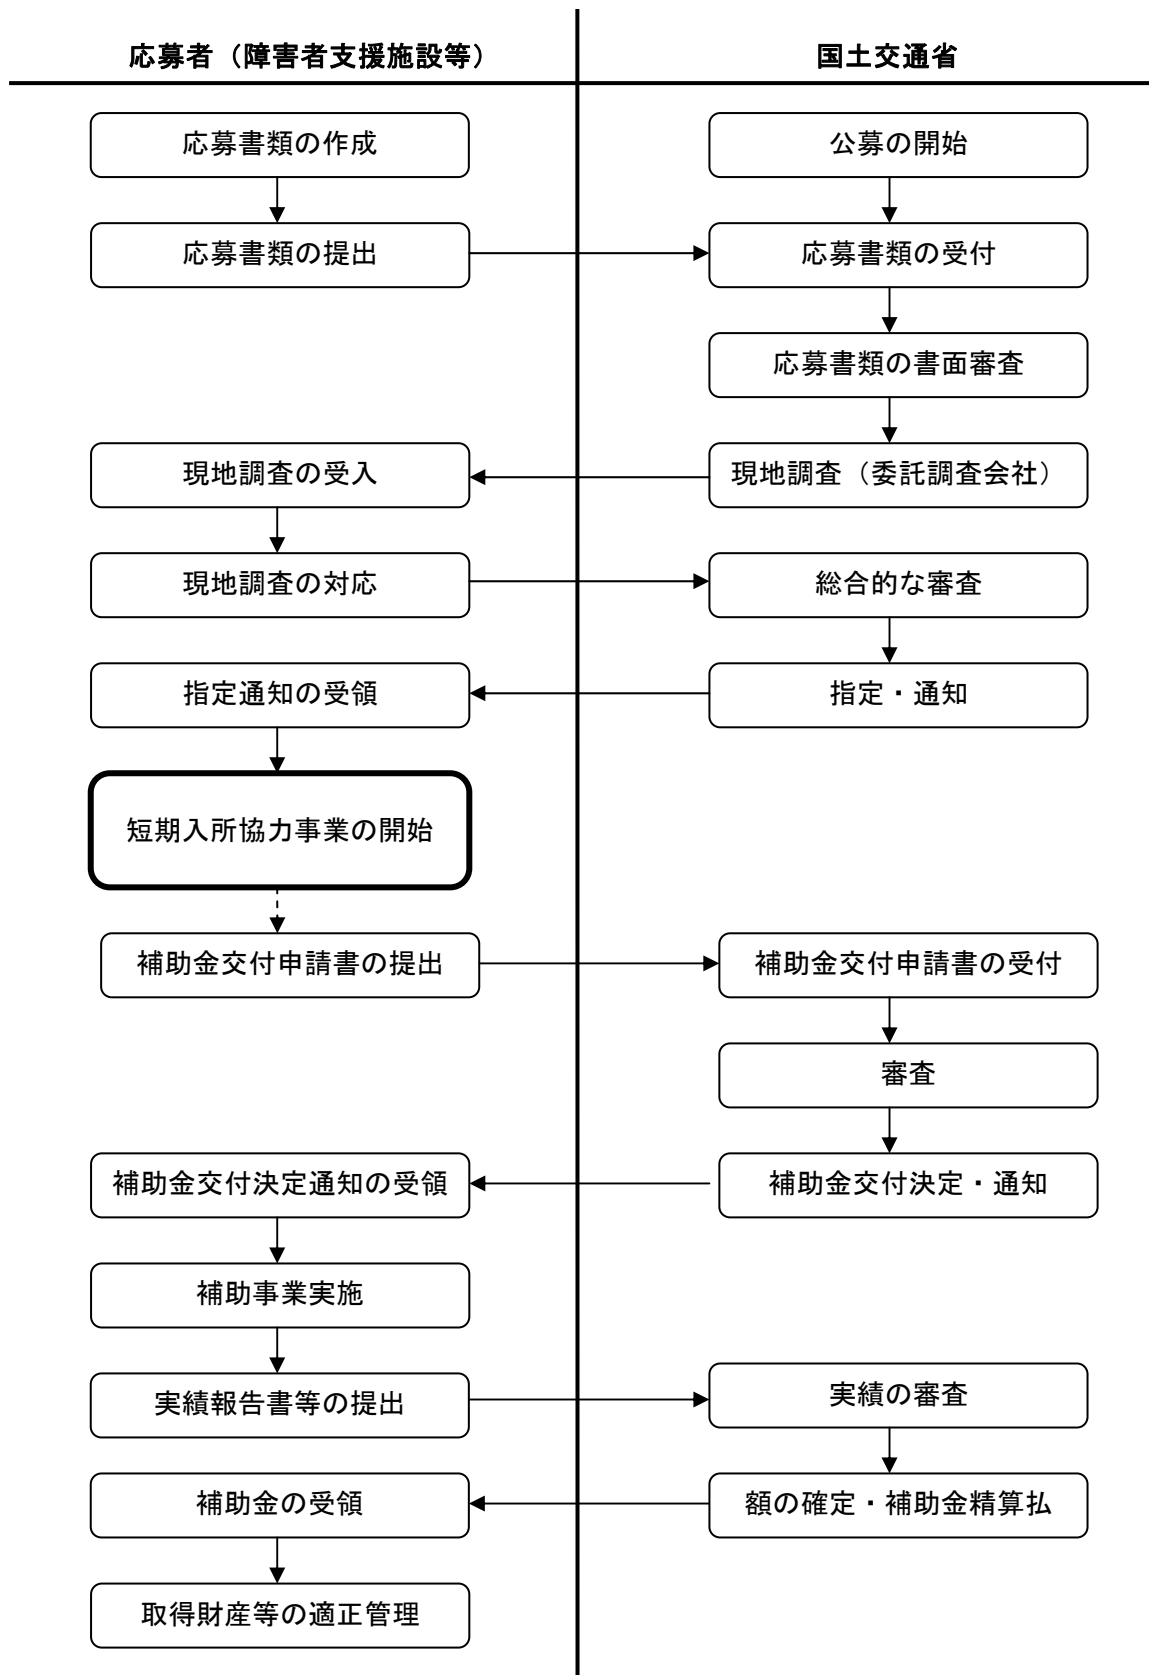 応募者（障害者支援施設等）
国土交通省
応募書類の作成
公募の開始
応募書類の提出
応募書類の受付
応募書類の書面審査
現地調査の受入
現地調査（委託調査会社）
現地調査の対応
総合的な審査
指定通知の受領
指定・通知
短期入所協力事業の開始
補助金交付申請書の提出
補助金交付申請書の受付
審査
補助金交付決定通知の受領
補助金交付決定・通知
補助事業実施
実績報告書等の提出
実績の審査
補助金の受領
額の確定・補助金精算払
取得財産等の適正管理